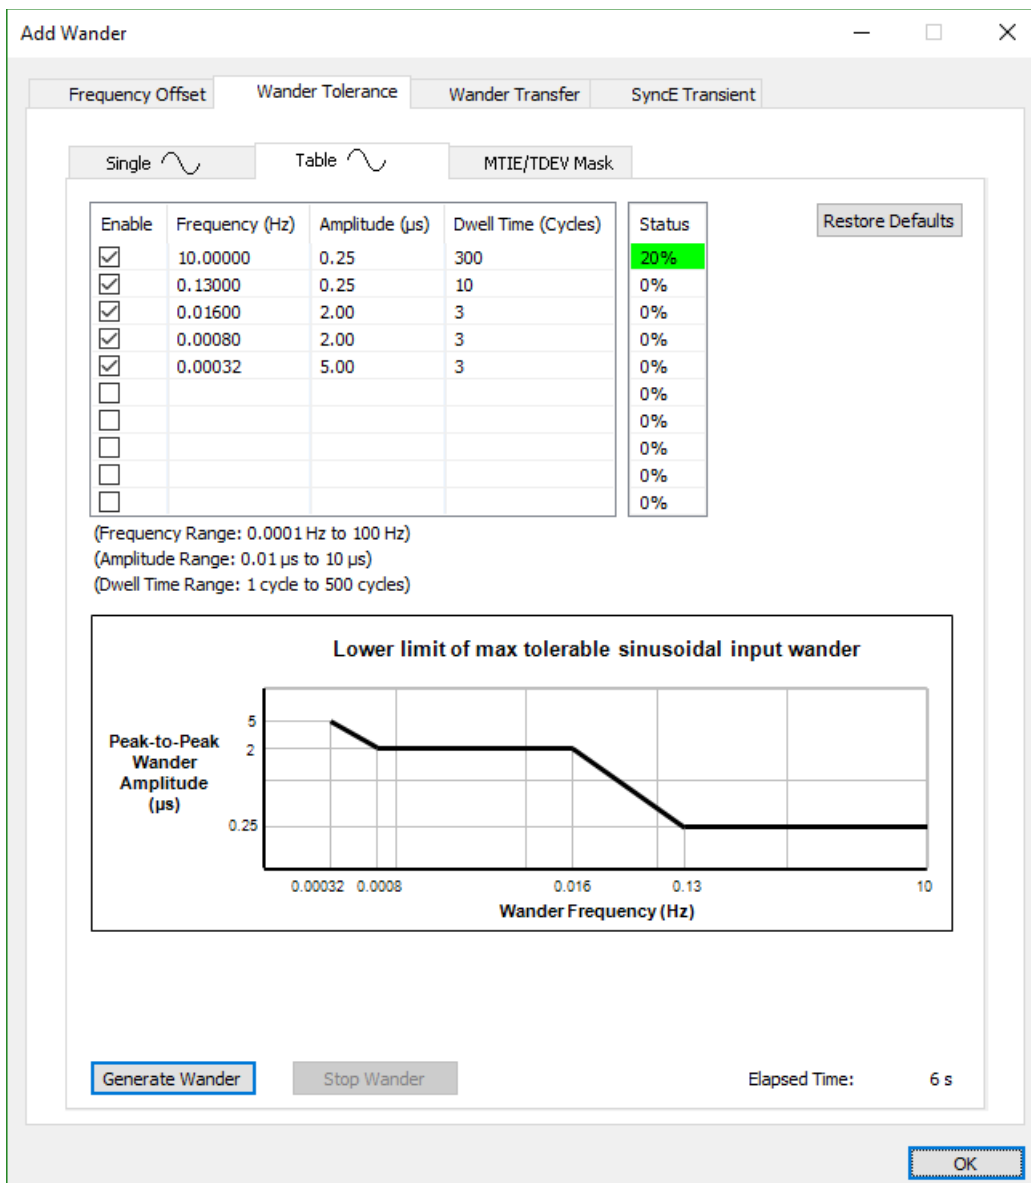 Add Wander
Frequency Offset Wander Tolerance Wander Transfer SyncE Transient
Single Table MTIE/TDEV Mask
Enable Frequency (Hz) Amplitude (µs) Dwell Time (Cycles) Status Restore Defaults
10.00000 0.25 300 20%
0.13000 0.25 10 0%
0.01600 2.00 3 0%
0.00080 2.00 3 0%
0.00032 5.00 3 0%
0%
0%
0%
0%
0%
(Frequency Range: 0.0001 Hz to 100 Hz)
(Amplitude Range: 0.01 µs to 10 µs)
(Dwell Time Range: 1 cycle to 500 cycles)
Lower limit of max tolerable sinusoidal input wander
Peak-to-Peak
Wander
Amplitude
(µs)
5
2
0.25
0.00032 0.0008 0.016 0.13 10
Wander Frequency (Hz)
Generate Wander Stop Wander Elapsed Time: 6 s
OK